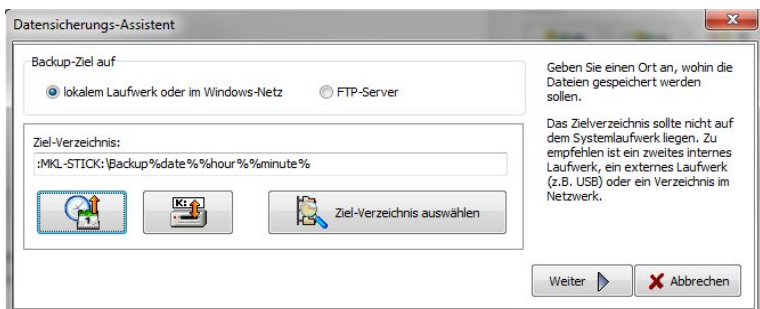 Datensicherungs-Assistent
Backup-Ziel auf
lokalem Laufwerk oder im Windows-Netz
FTP-Server
Ziel-Verzeichnis:
:MKL-STICK:\Backup%date%%hour%%minute%
1
K:
Ziel-Verzeichnis auswählen
Geben Sie einen Ort an, wohin die
Dateien gespeichert werden
sollen.
Das Zielverzeichnis sollte nicht auf
dem Systemlaufwerk liegen. Zu
empfehlen ist ein zweites internes
Laufwerk, ein externes Laufwerk
(z.B. USB) oder ein Verzeichnis im
Netzwerk.
Weiter
Abbrechen